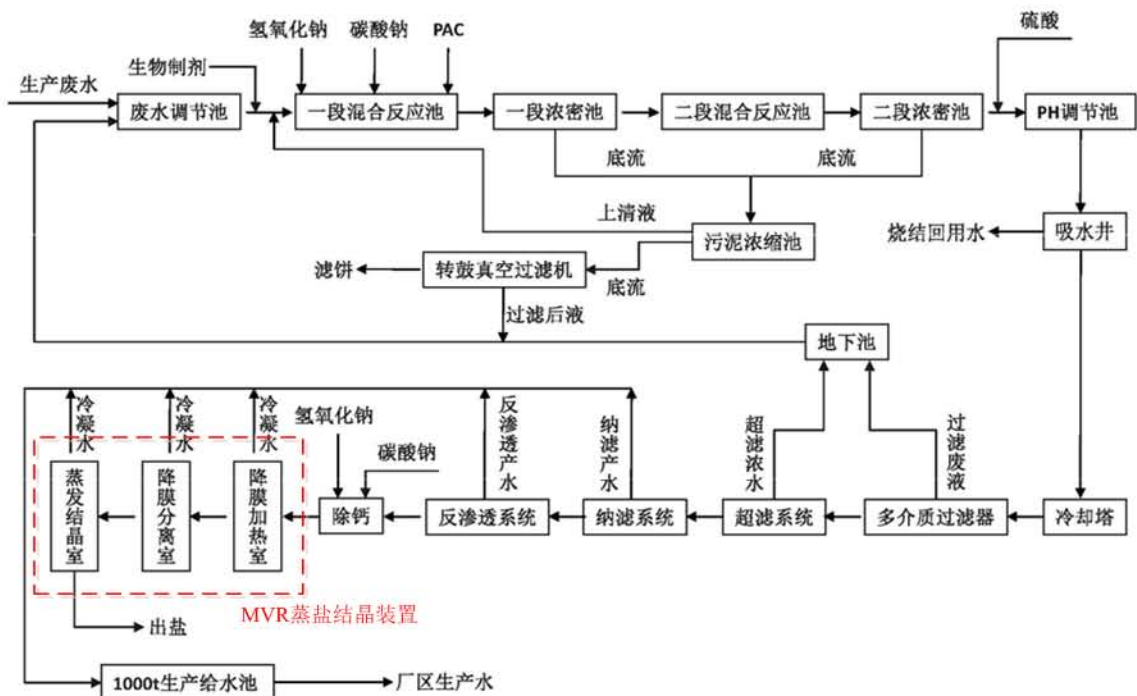 氢氧化钠
碳酸钠
PAC
硫酸
生物制剂
生产废水
废水调节池
一段混合反应池
一段浓密池
二段混合反应池
二段浓密池
PH调节池
底流
底流
上清液
污泥浓缩池
烧结回用水
吸水井
滤饼
转鼓真空过滤机
底流
过滤后液
地下池
冷凝水
冷凝水
冷凝水
氢氧化钠
碳酸钠
反渗透产水
纳滤产水
超滤浓水
过滤废液
蒸发结晶室
降膜分离室
降膜加热室
除钙
反渗透系统
纳滤系统
超滤系统
多介质过滤器
冷却塔
MVR蒸盐结晶装置
出盐
1000t生产给水池
厂区生产水